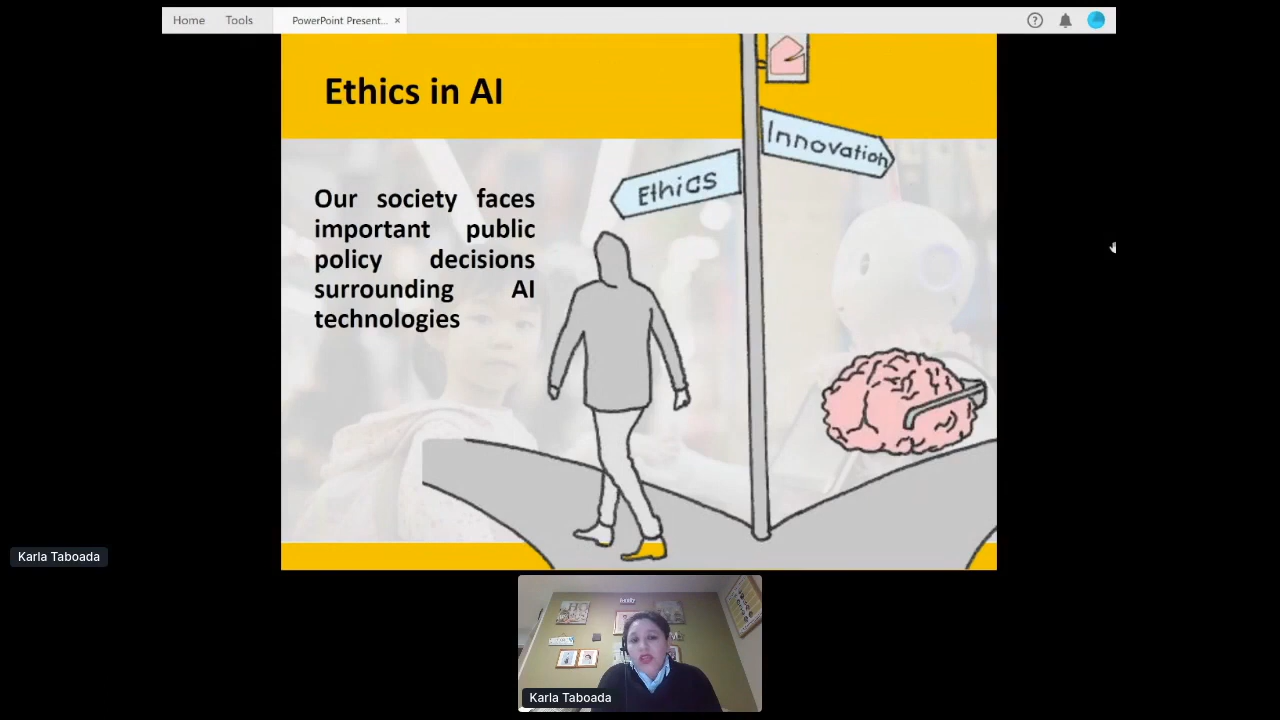 Home Tools PowerPoint Present... ×
Ethics in AI
Innovation
Ethics
Our society faces
important public
policy decisions
surrounding AI
technologies
Karla Taboada
family
Karla Taboada